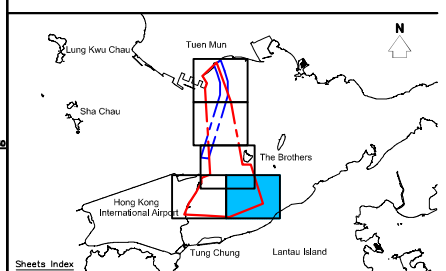 N
Tuen Mun
Lung Kwu Chau
Sha Chau
The Brothers
Hong Kong
International Airport
Tung Chung
Lantau Island
Sheets Index